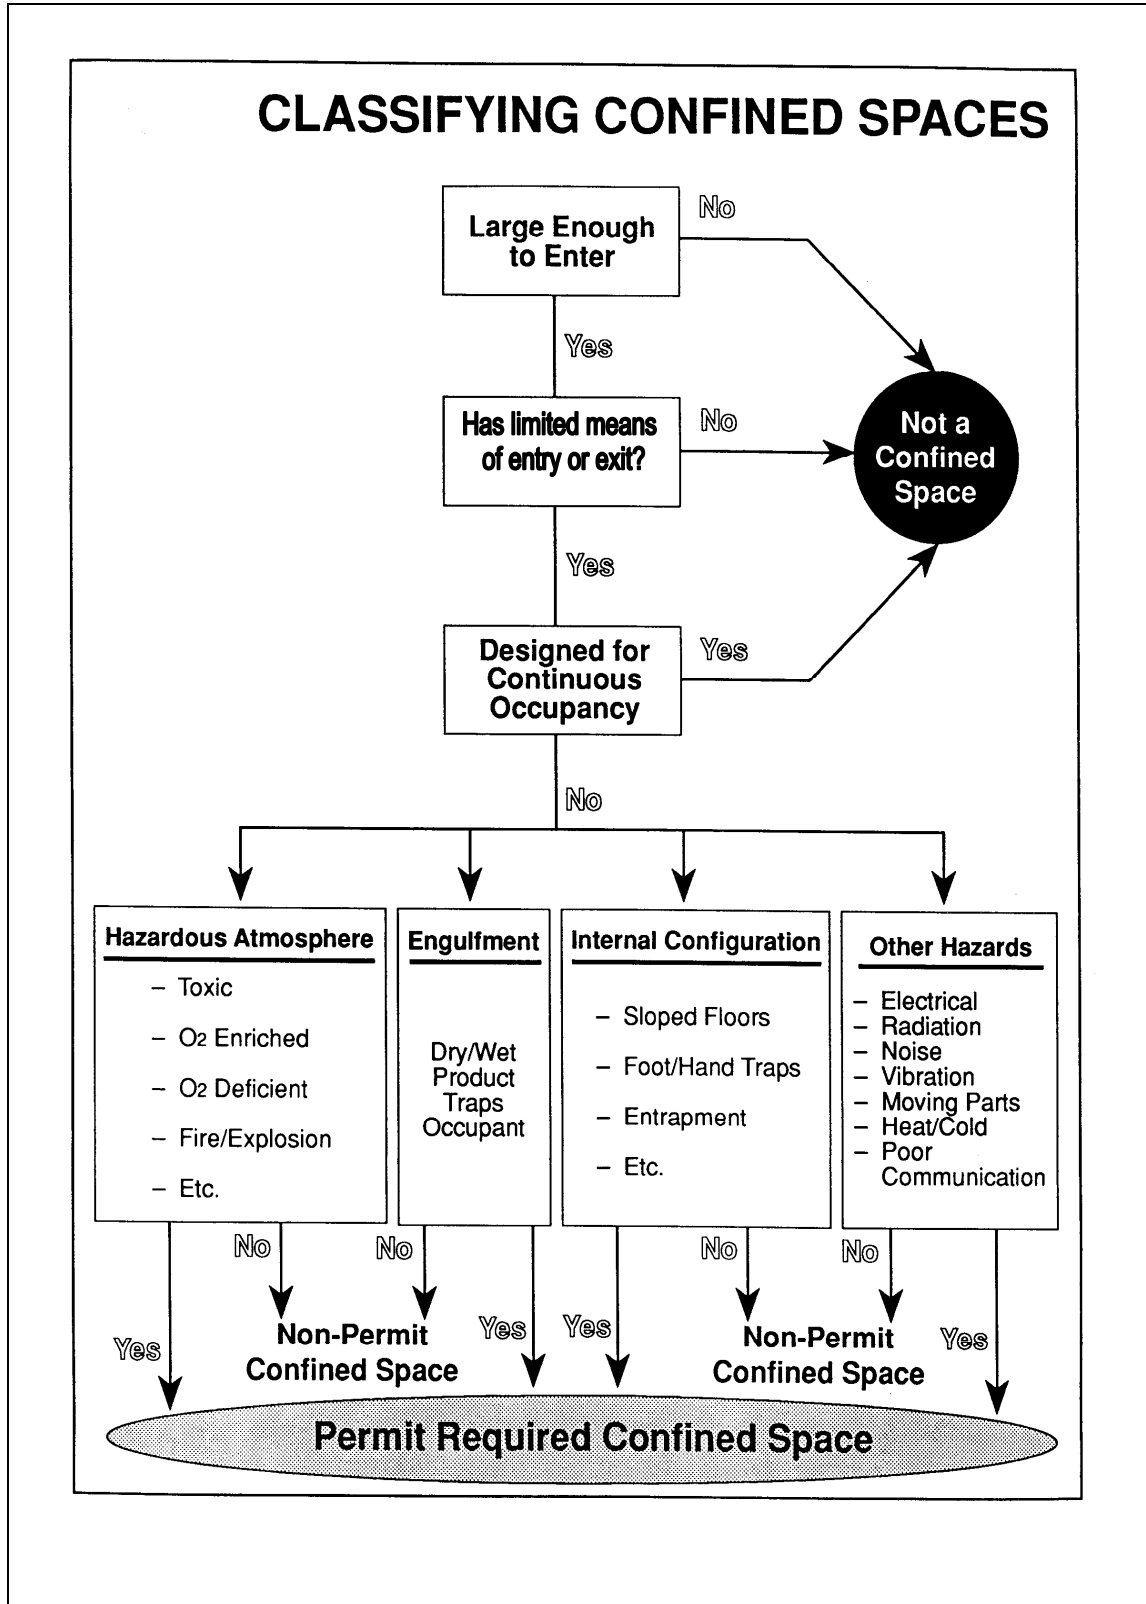 CLASSIFYING CONFINED SPACES
Large Enough
to Enter
No
Yes
Has limited means
of entry or exit?
No
Not a
Confined
Space
Yes
Designed for
Continuous
Occupancy
Yes
No
Hazardous Atmosphere
– Toxic
– O2 Enriched
– O2 Deficient
– Fire/Explosion
– Etc.
Engulfment
Dry/Wet
Product
Traps
Occupant
Internal Configuration
– Sloped Floors
– Foot/Hand Traps
– Entrapment
– Etc.
Other Hazards
– Electrical
– Radiation
– Noise
– Vibration
– Moving Parts
– Heat/Cold
– Poor
Communication
No
No
No
No
Yes
Non-Permit
Confined Space
Yes
Yes
Non-Permit
Confined Space
Yes
Permit Required Confined Space